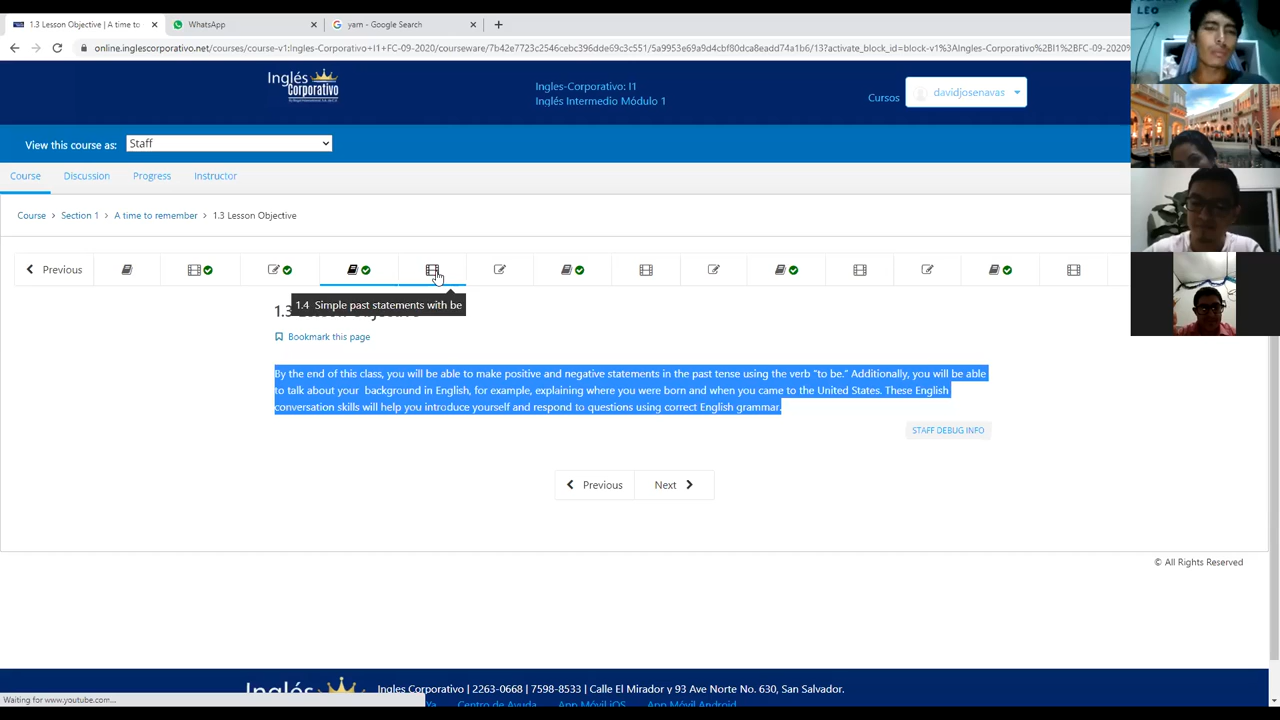 1.3 Lesson Objective | A time to
WhatsApp
yarn - Google Search
LEO
online.inglescorporativo.net/courses/course-v1:Ingles-Corporativo+I1+FC-09-2020/courseware/7b42e7723c2546cebc396dde69c3c551/5a9953e69a9d4cbf80dca8eadd74a1b6/13?activate_block_id=block-v1%3AIngles-Corporativo%2BI1%2BFC-09-2020%
Inglés
Corporativo
Ingles-Corporativo: I1
Inglés Intermedio Módulo 1
Cursos
davidjosenavas
View this course as:
Staff
Course
Discussion
Progress
Instructor
Course > Section 1 > A time to remember > 1.3 Lesson Objective
Previous
1.4 Simple past statements with be
Bookmark this page
By the end of this class, you will be able to make positive and negative statements in the past tense using the verb "to be." Additionally, you will be able
to talk about your background in English, for example, explaining where you were born and when you came to the United States. These English
conversation skills will help you introduce yourself and respond to questions using correct English grammar.
STAFF DEBUG INFO
Previous
Next
© All Rights Reserved
Inglés
Ingles Corporativo | 2263-0668 | 7598-8533 | Calle El Mirador y 93 Ave Norte No. 630, San Salvador.
Waiting for www.youtube.com...
Ya
Centro de Ayuda
App Móvil iOS
App Móvil Android